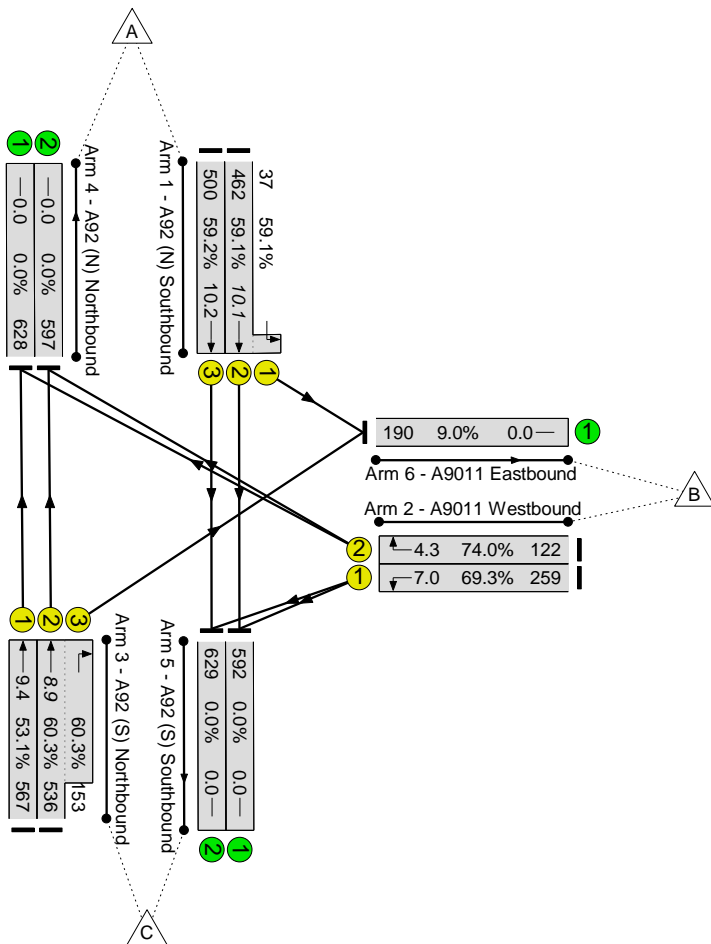 A
1
2
0.0 0.0% 628
0.0 0.0% 597
Arm 4 - A92 (N) Northbound
Arm 1 - A92 (N) Southbound
500 59.2% 10.2
462 59.1% 10.1
37 59.1%
3
2
1
190 9.0% 0.0
1
Arm 6 - A9011 Eastbound
B
Arm 2 - A9011 Westbound
2
4.3 74.0% 122
1
7.0 69.3% 259
1
2
3
9.4 53.1% 567
8.9 60.3% 536
60.3% 153
Arm 3 - A92 (S) Northbound
Arm 5 - A92 (S) Southbound
629 0.0% 0.0
592 0.0% 0.0
2
1
C